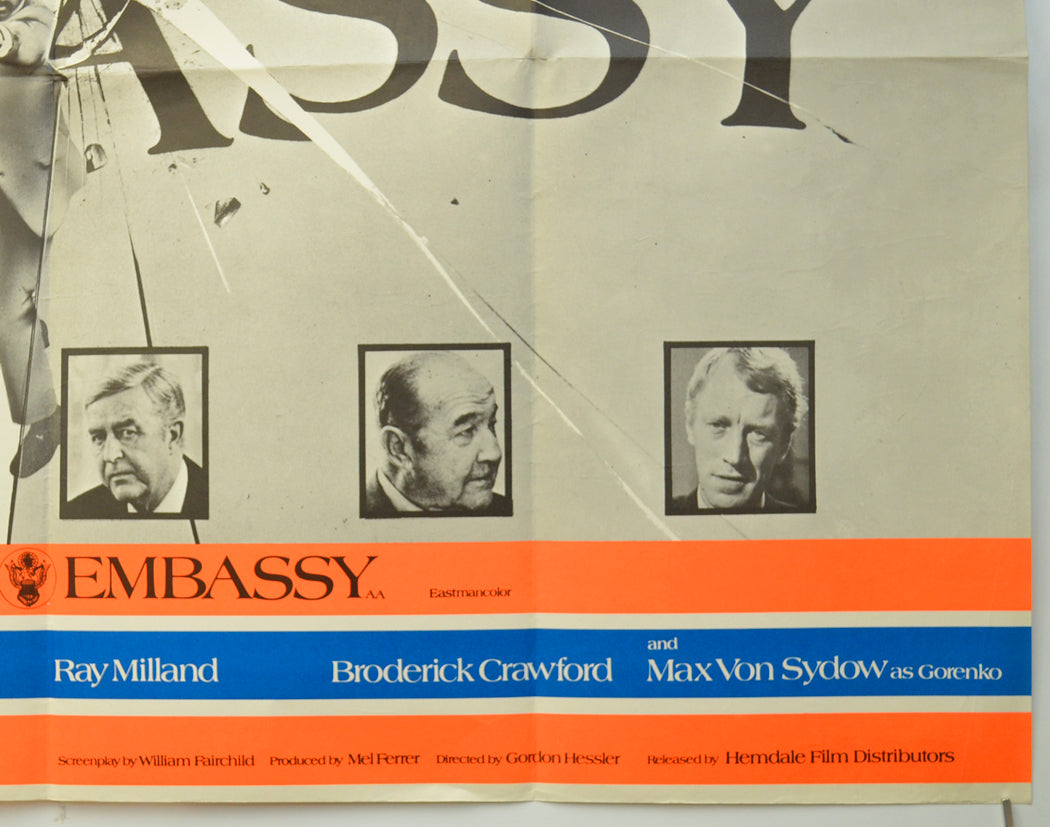 ASSY
EMBASSY AA Eastmancolor
Ray Milland Broderick Crawford and Max Von Sydow as Gorenko
Screenplay by William Fairchild Produced by Mel Ferrer Directed by Gordon Hessler Released by Hemdale Film Distributors